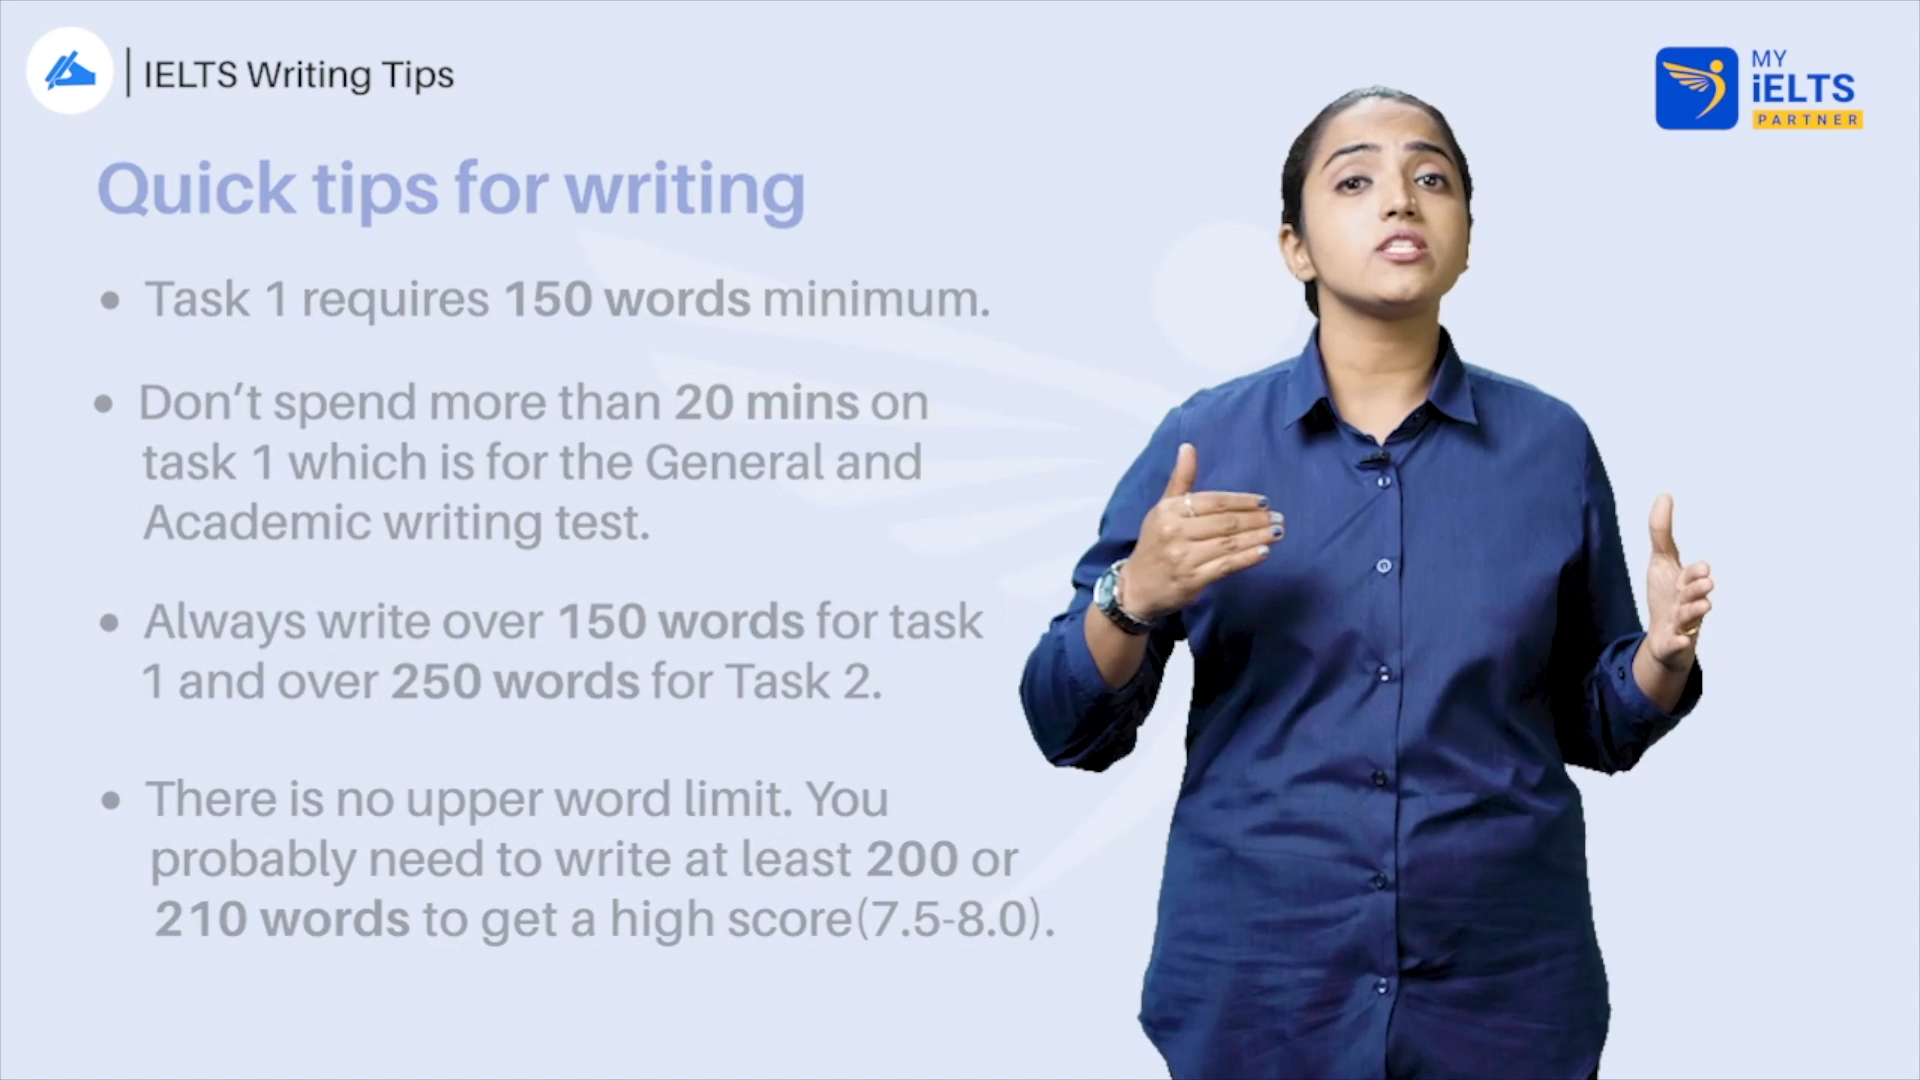 IELTS Writing Tips
MY
iELTS
PARTNER
Quick tips for writing
• Task 1 requires 150 words minimum.
• Don’t spend more than 20 mins on
task 1 which is for the General and
Academic writing test.
• Always write over 150 words for task
1 and over 250 words for Task 2.
• There is no upper word limit. You
probably need to write at least 200 or
210 words to get a high score(7.5-8.0).